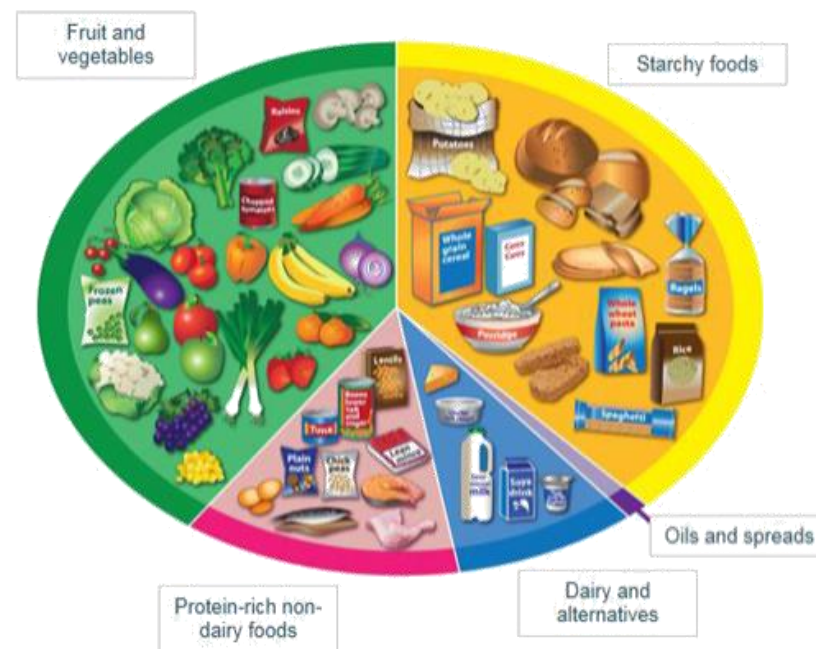 Fruit and
vegetables
Starchy foods
Raisins
Potatoes
Chopped
tomatoes
Whole
grain
cereal
Frozen
peas
Bagels
Whole
wheat
pasta
Porridge
Rice
Lentils
Spaghetti
Tuna
Lean
mince
Plain
nuts
Chick
peas
milk
Soya
drink
Oils and spreads
Dairy and
alternatives
Protein-rich non-
dairy foods